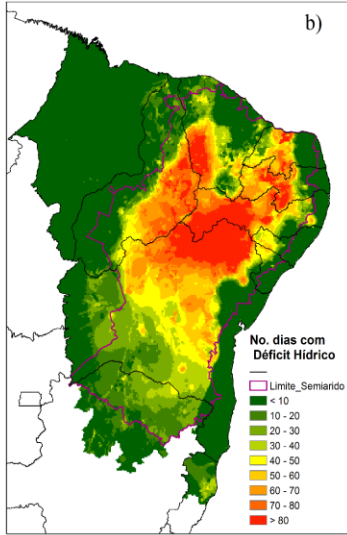 b)
No. dias com
Déficit Hídrico
Limite_Semiarido
< 10
10 - 20
20 - 30
30 - 40
40 - 50
50 - 60
60 - 70
70 - 80
> 80